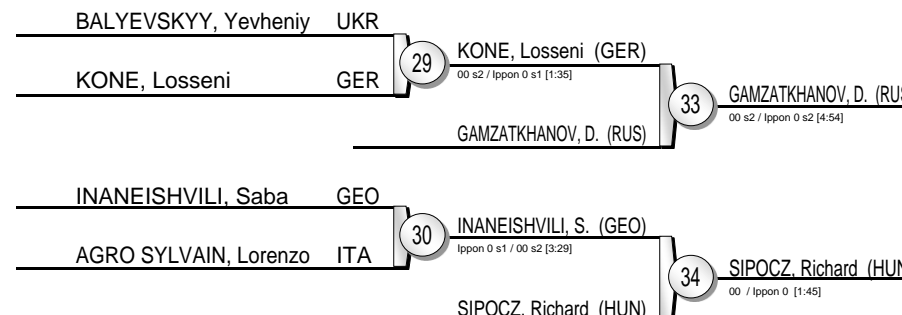 BALYEVSKYY, Yevheniy UKR
KONE, Losseni GER
29
KONE, Losseni (GER)
00 s2 / Ippon 0 s1 [1:35]
GAMZATKHANOV, D. (RUS)
33
GAMZATKHANOV, D. (RUS
00 s2 / Ippon 0 s2 [4:54]
INANEISHVILI, Saba GEO
AGRO SYLVAIN, Lorenzo ITA
30
INANEISHVILI, S. (GEO)
Ippon 0 s1 / 00 s2 [3:29]
SIPOCZ, Richard (HUN)
34
SIPOCZ, Richard (HUN
00 / Ippon 0 [1:45]